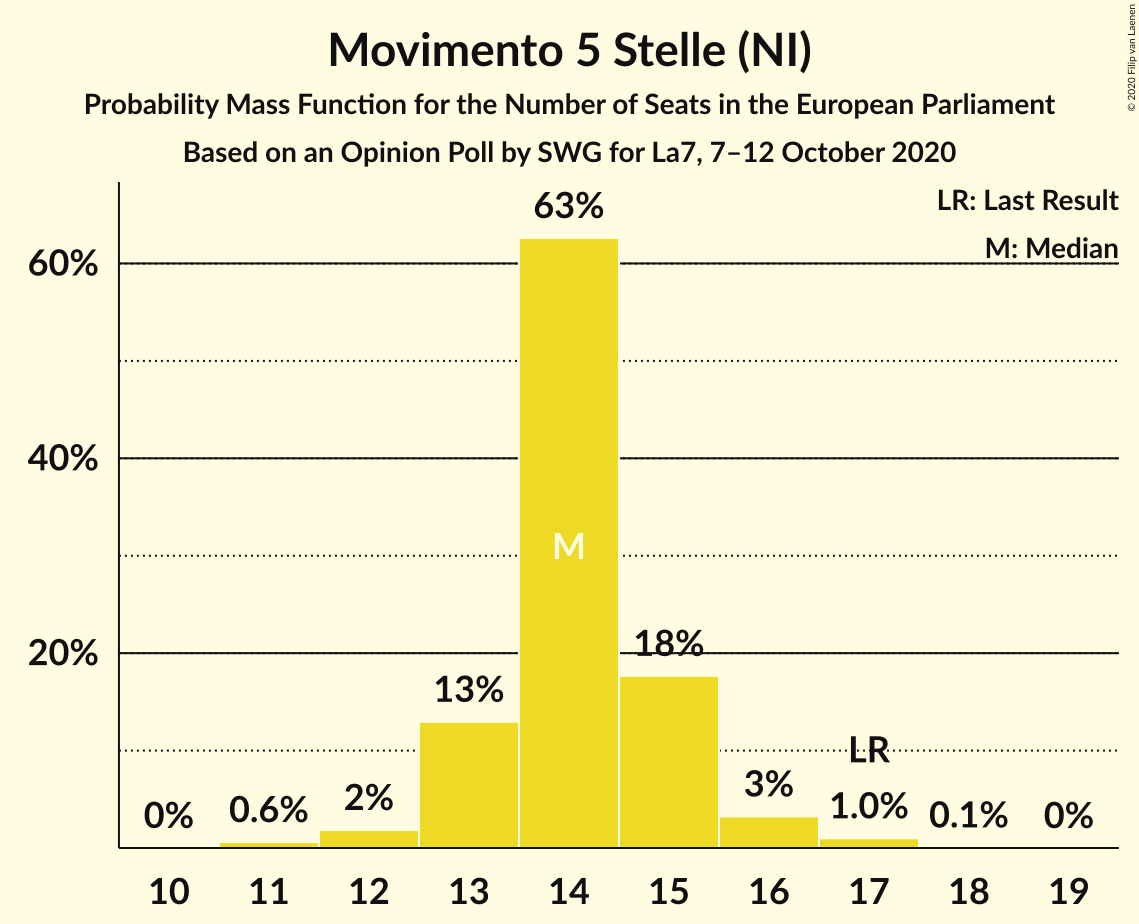 Movimento 5 Stelle (NI)
Probability Mass Function for the Number of Seats in the European Parliament
Based on an Opinion Poll by SWG for La7, 7–12 October 2020
© 2020 Filip van Laenen
LR: Last Result
M: Median
63%
60%
40%
M
20%
18%
13%
LR
0%
0.6%
2%
3%
1.0%
0.1%
0%
10 11 12 13 14 15 16 17 18 19